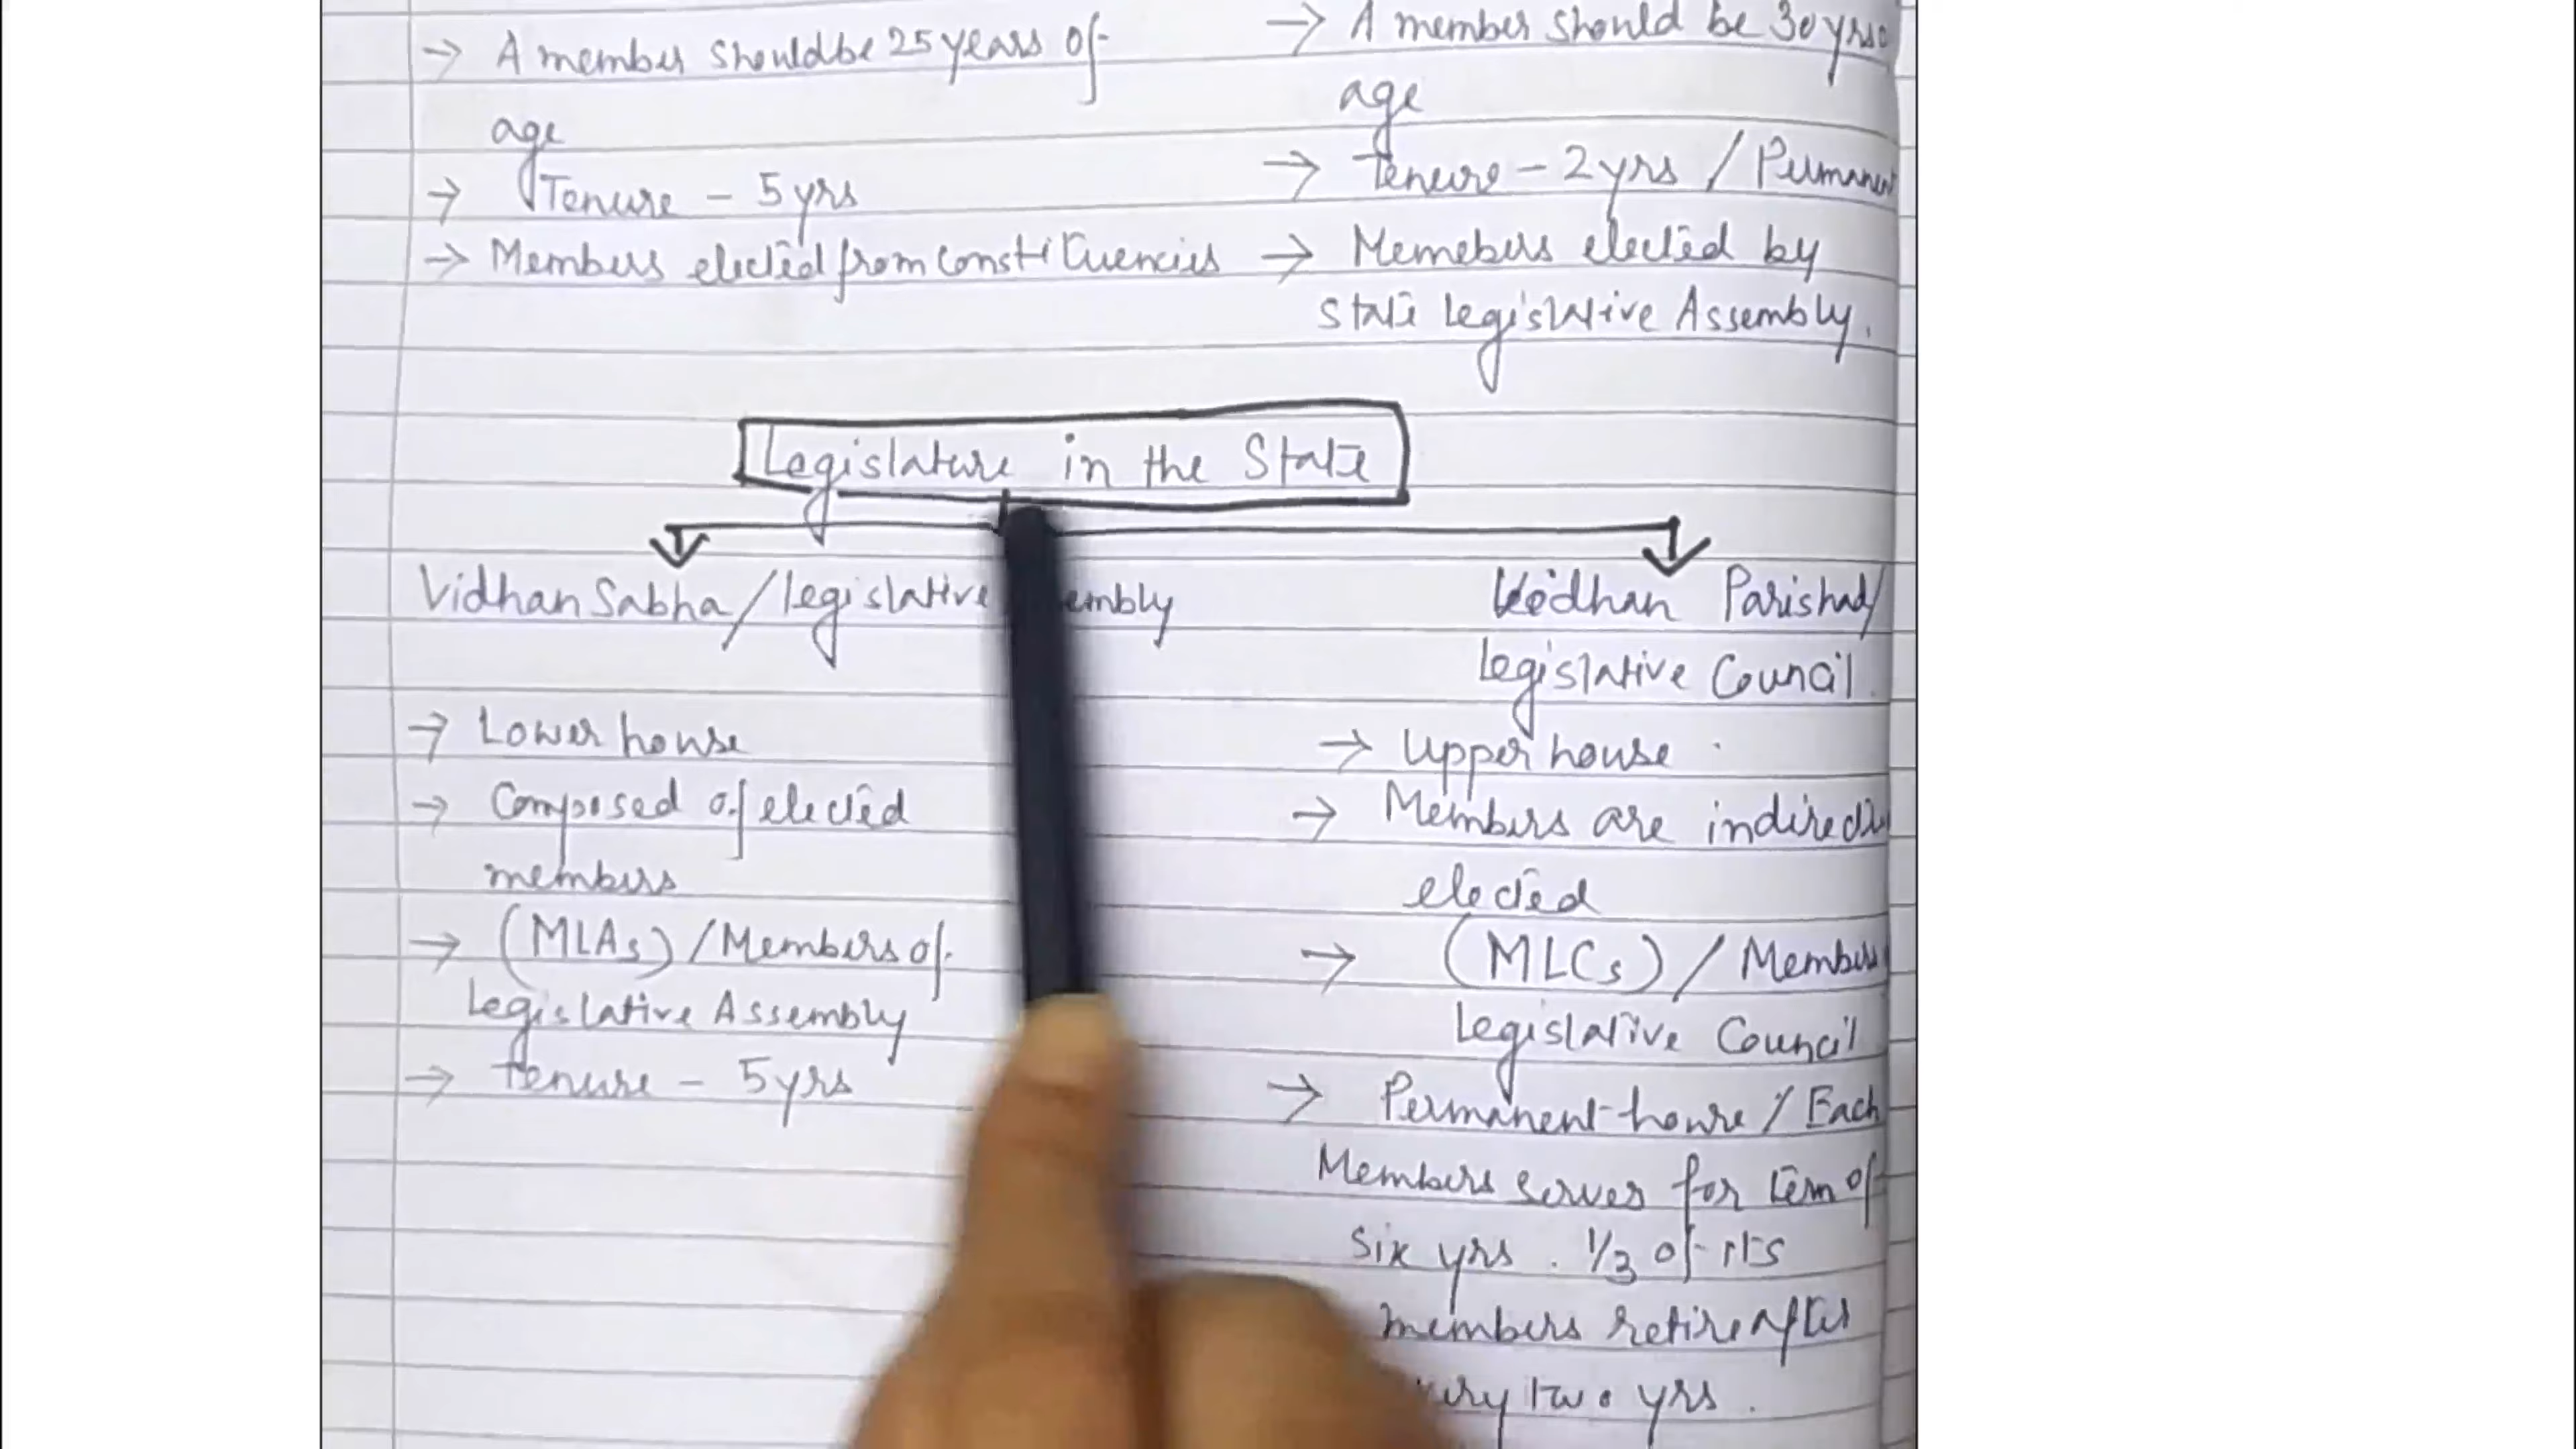 → A member should be 25 years of
age
→ Tenure - 5 yrs
→ Members elected from constituencies
→ A member should be 30 yrs
age
→ tenure - 2 yrs /
→ Memebers elected by
state legislative Assembly.
Legislature in the State
Vidhan Sabha/legislative
→ Lower house
→ Composed of elected
members
→ (MLAs) / Members of
Legislative Assembly
→ tenure - 5 yrs
Vidhan Parishad/
legislative Council.
→ Upper house
→ Members are
elected
→ (MLCs) / Members
Legislative Council
→ Permanent house / Each
Members serves for term of
six yrs. 1/3 of its
members retire after
two yrs.